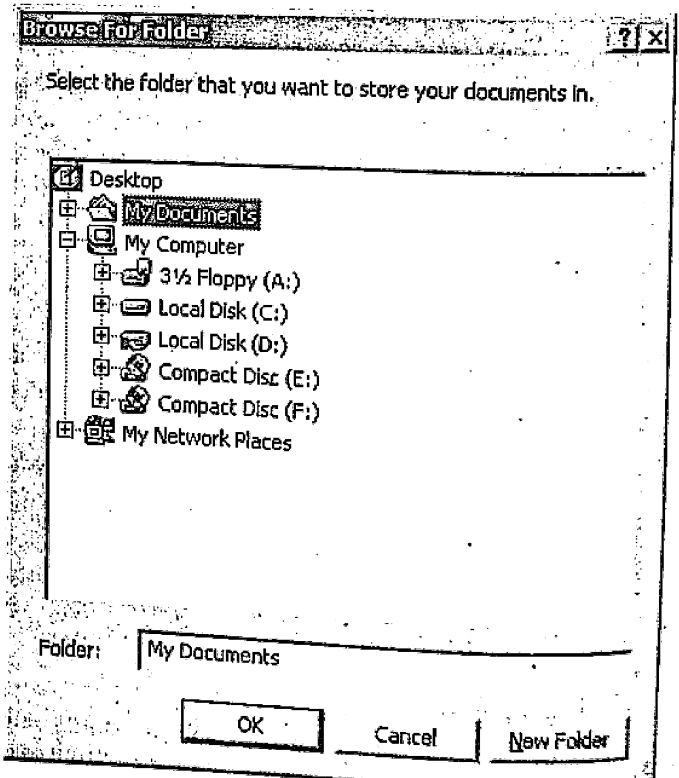 Browse For Folder
? X
Select the folder that you want to store your documents in.
Desktop
My Documents
My Computer
3½ Floppy (A:)
Local Disk (C:)
Local Disk (D:)
Compact Disc (E:)
Compact Disc (F:)
My Network Places
Folder: My Documents
OK Cancel New Folder